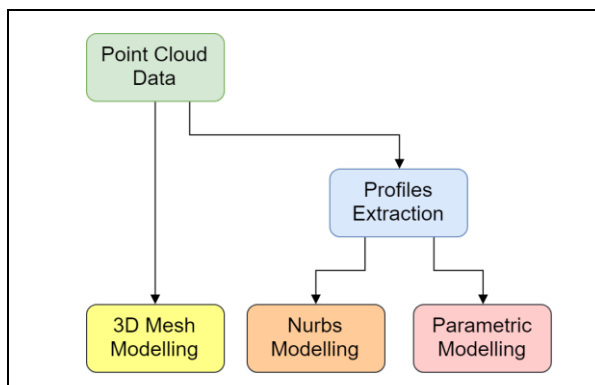 Point Cloud
Data
Profiles
Extraction
3D Mesh
Modelling
Nurbs
Modelling
Parametric
Modelling